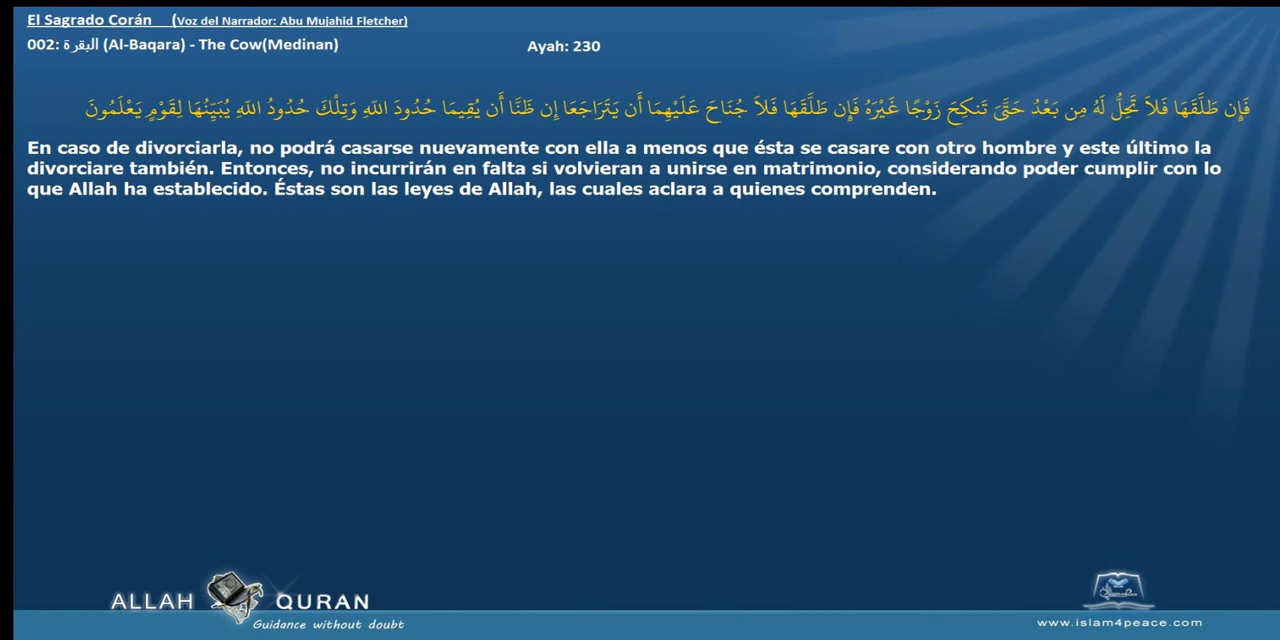 El Sagrado Corán (Voz del Narrador: Abu Mujahid Fletcher)
002: البقرة (Al-Baqara) - The Cow(Medinan)
Ayah: 230
فَإِن طَلَّقَهَا فَلاَ تَحِلُّ لَهُ مِن بَعْدُ حَتَّىَ تَنكِحَ زَوْجًا غَيْرَهُ فَإِن طَلَّقَهَا فَلاَ جُنَاحَ عَلَيْهِمَا أَن يَتَرَاجَعَا إِن ظَنَّا أَن يُقِيمَا حُدُودَ اللهِ وَتِلْكَ حُدُودُ اللهِ يُبَيِّنُهَا لِقَوْمٍ يَعْلَمُونَ
En caso de divorciarla, no podrá casarse nuevamente con ella a menos que ésta se casare con otro hombre y este último la
divorciare también. Entonces, no incurrirán en falta si volvieran a unirse en matrimonio, considerando poder cumplir con lo
que Allah ha establecido. Éstas son las leyes de Allah, las cuales aclara a quienes comprenden.
ALLAH QURAN
Guidance without doubt
www.islam4peace.com